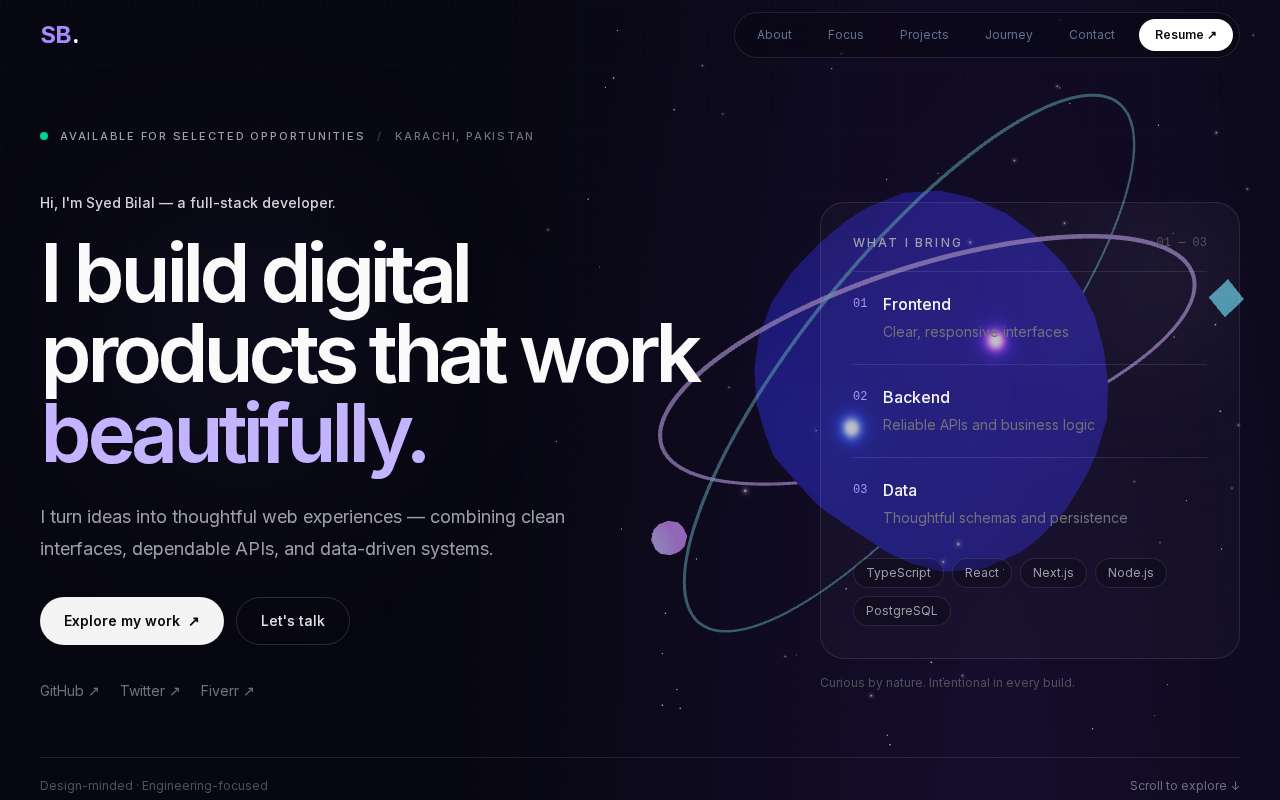 SB.
About Focus Projects Journey Contact Resume ↗
AVAILABLE FOR SELECTED OPPORTUNITIES / KARACHI, PAKISTAN
Hi, I'm Syed Bilal — a full-stack developer.
I build digital
products that work
beautifully.
I turn ideas into thoughtful web experiences — combining clean
interfaces, dependable APIs, and data-driven systems.
Explore my work ↗ Let's talk
GitHub ↗ Twitter ↗ Fiverr ↗
WHAT I BRING 01 — 03
01 Frontend
Clear, responsive interfaces
02 Backend
Reliable APIs and business logic
03 Data
Thoughtful schemas and persistence
TypeScript React Next.js Node.js
PostgreSQL
Curious by nature. Intentional in every build.
Design-minded · Engineering-focused Scroll to explore ↓